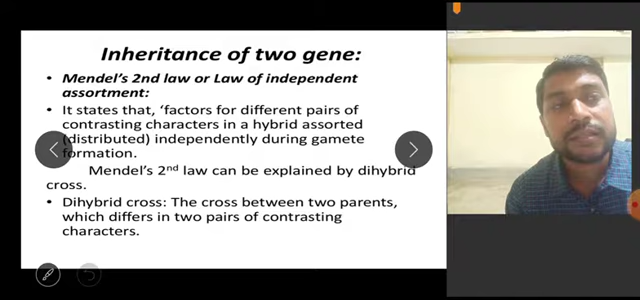 Inheritance of two gene:
• Mendel's 2nd law or Law of independent
assortment:
• It states that, 'factors for different pairs of
contrasting characters in a hybrid assorted
(distributed) independently during gamete
formation.
Mendel's 2nd law can be explained by dihybrid
cross.
• Dihybrid cross: The cross between two parents,
which differs in two pairs of contrasting
characters.